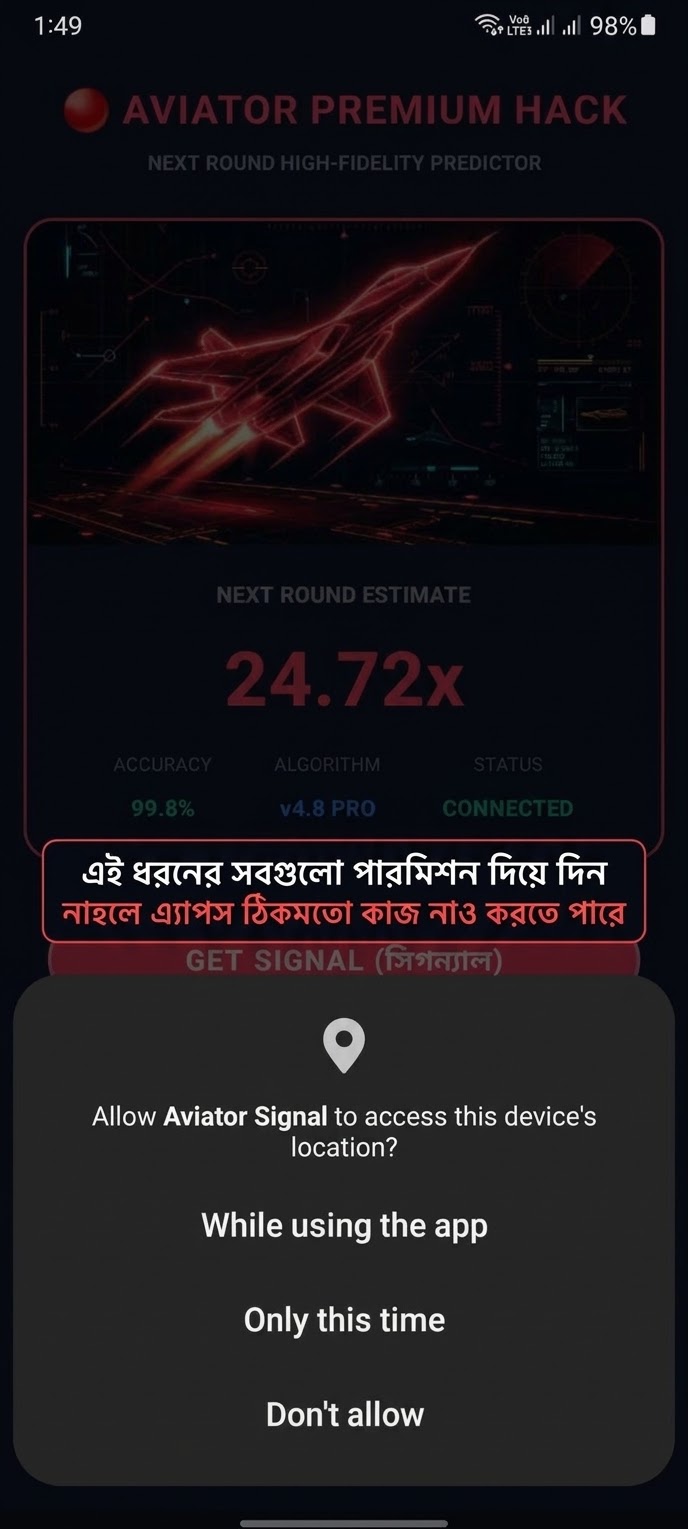 1:49
Vo8 LTE 98%
AVIATOR PREMIUM HACK
NEXT ROUND HIGH-FIDELITY PREDICTOR
NEXT ROUND ESTIMATE
24.72x
ACCURACY ALGORITHM STATUS
99.8% v4.8 PRO CONNECTED
এই ধরনের সবগুলো পারমিশন দিয়ে দিন
নাহলে এ্যাপস ঠিকমতো কাজ নাও করতে পারে
GET SIGNAL (সিগন্যাল)
Allow Aviator Signal to access this device's
location?
While using the app
Only this time
Don't allow